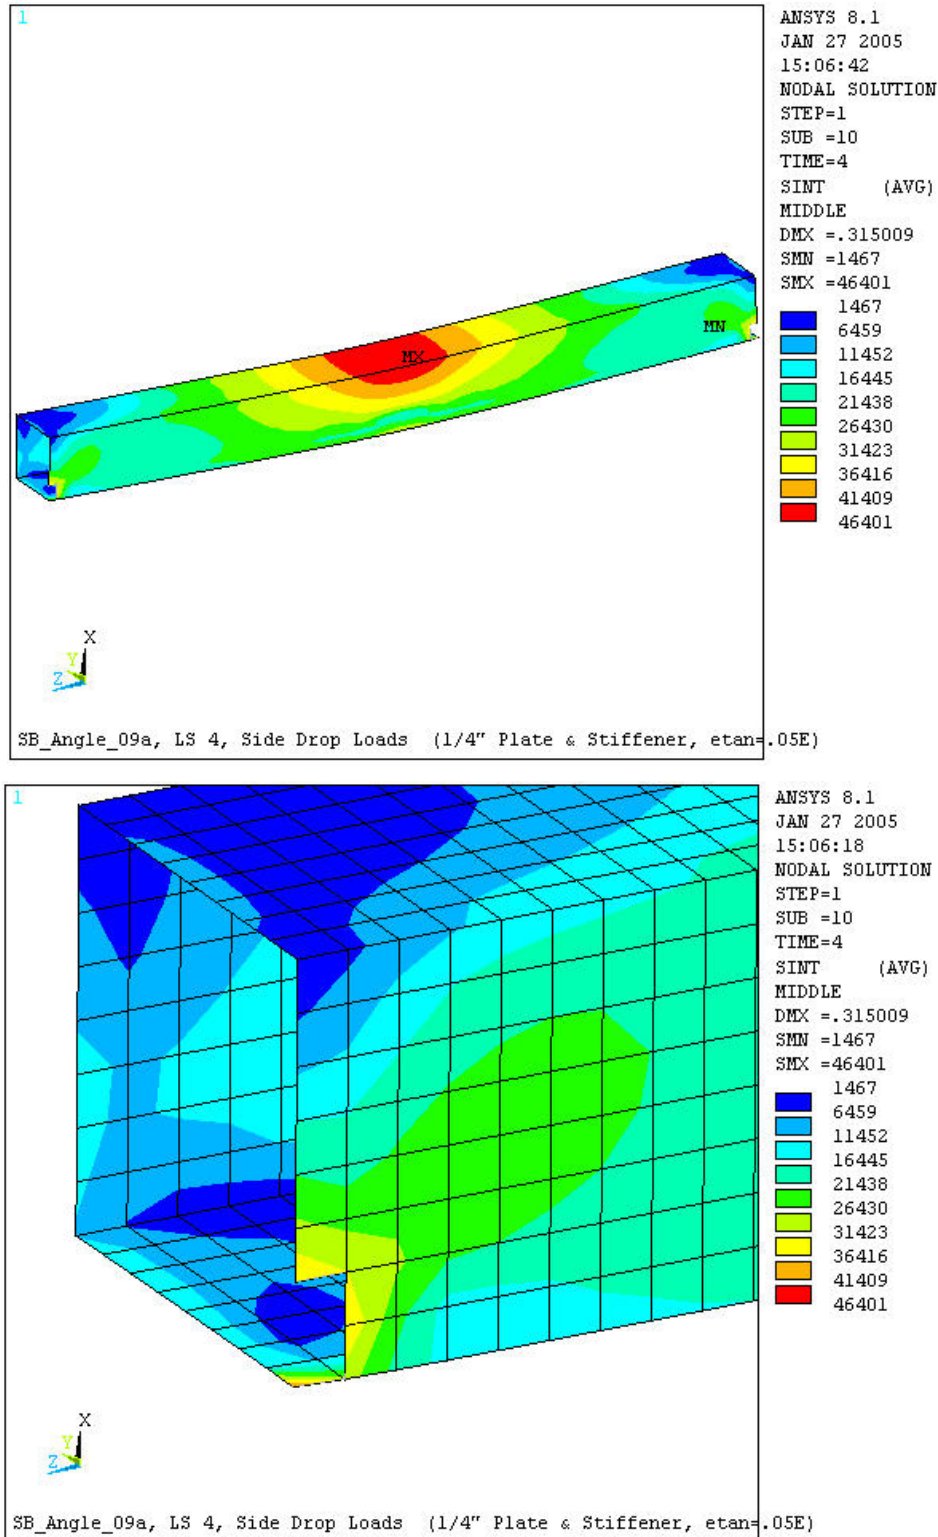 1
ANSYS 8.1
JAN 27 2005
15:06:42
NODAL SOLUTION
STEP=1
SUB =10
TIME=4
SINT (AVG)
MIDDLE
DMX =.315009
SMN =1467
SMX =46401
1467
6459
11452
16445
21438
26430
31423
36416
41409
46401
MX
MN
X
Y
Z
SB_Angle_09a, LS 4, Side Drop Loads (1/4" Plate & Stiffener, etan=.05E)
1
ANSYS 8.1
JAN 27 2005
15:06:18
NODAL SOLUTION
STEP=1
SUB =10
TIME=4
SINT (AVG)
MIDDLE
DMX =.315009
SMN =1467
SMX =46401
1467
6459
11452
16445
21438
26430
31423
36416
41409
46401
X
Y
Z
SB_Angle_09a, LS 4, Side Drop Loads (1/4" Plate & Stiffener, etan=.05E)